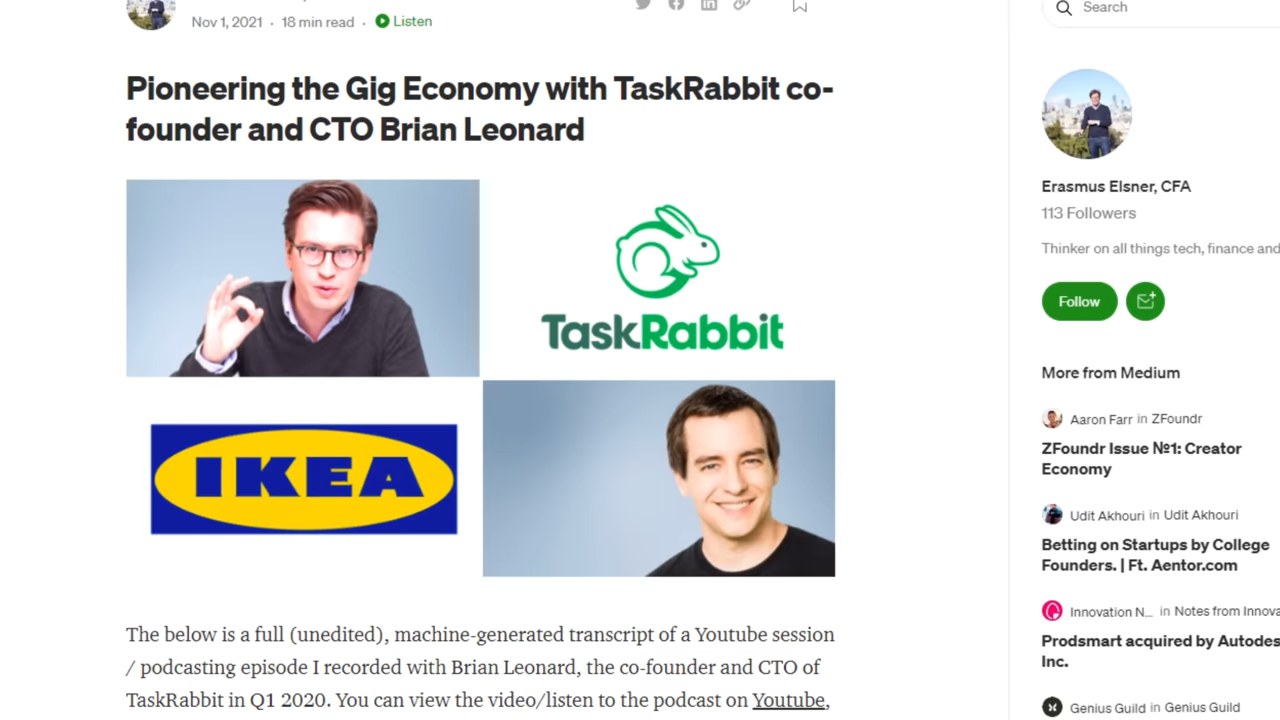 Nov 1, 2021 · 18 min read · Listen
Pioneering the Gig Economy with TaskRabbit co-
founder and CTO Brian Leonard
TaskRabbit
IKEA
The below is a full (unedited), machine-generated transcript of a Youtube session
/ podcasting episode I recorded with Brian Leonard, the co-founder and CTO of
TaskRabbit in Q1 2020. You can view the video/listen to the podcast on Youtube,
Search
Erasmus Elsner, CFA
113 Followers
Thinker on all things tech, finance and
Follow
More from Medium
Aaron Farr in ZFoundr
ZFoundr Issue №1: Creator
Economy
Udit Akhouri in Udit Akhouri
Betting on Startups by College
Founders. | Ft. Aentor.com
Innovation N... in Notes from Innova
Prodsmart acquired by Autodes
Inc.
Genius Guild in Genius Guild